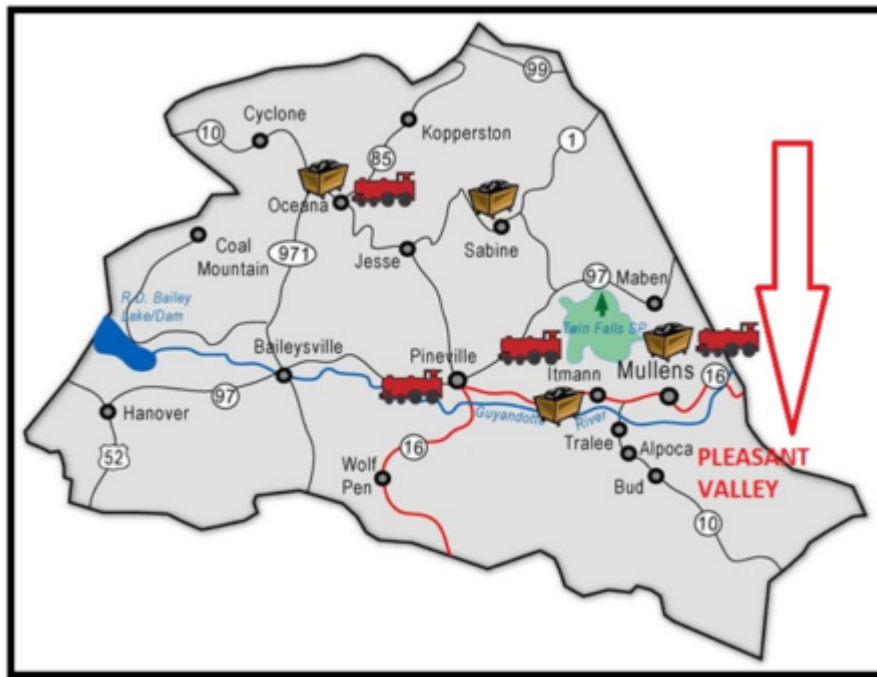 99
Cyclone
10
Kopperston
1
85
Oceana
Coal
Mountain
971
Jesse
Sabine
97
Maben
R.D. Bailey
Lake/Dam
Twin Falls SP
Baileysville
Pineville
Itmann
Mullens
16
97
Hanover
Guyandotte
River
52
16
Wolf
Pen
Tralee
Alpoca
Bud
PLEASANT
VALLEY
10